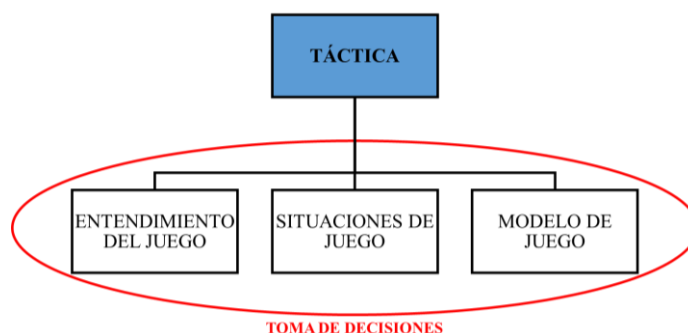 TÁCTICA
ENTENDIMIENTO
DEL JUEGO
SITUACIONES DE
JUEGO
MODELO DE
JUEGO
TOMA DE DECISIONES